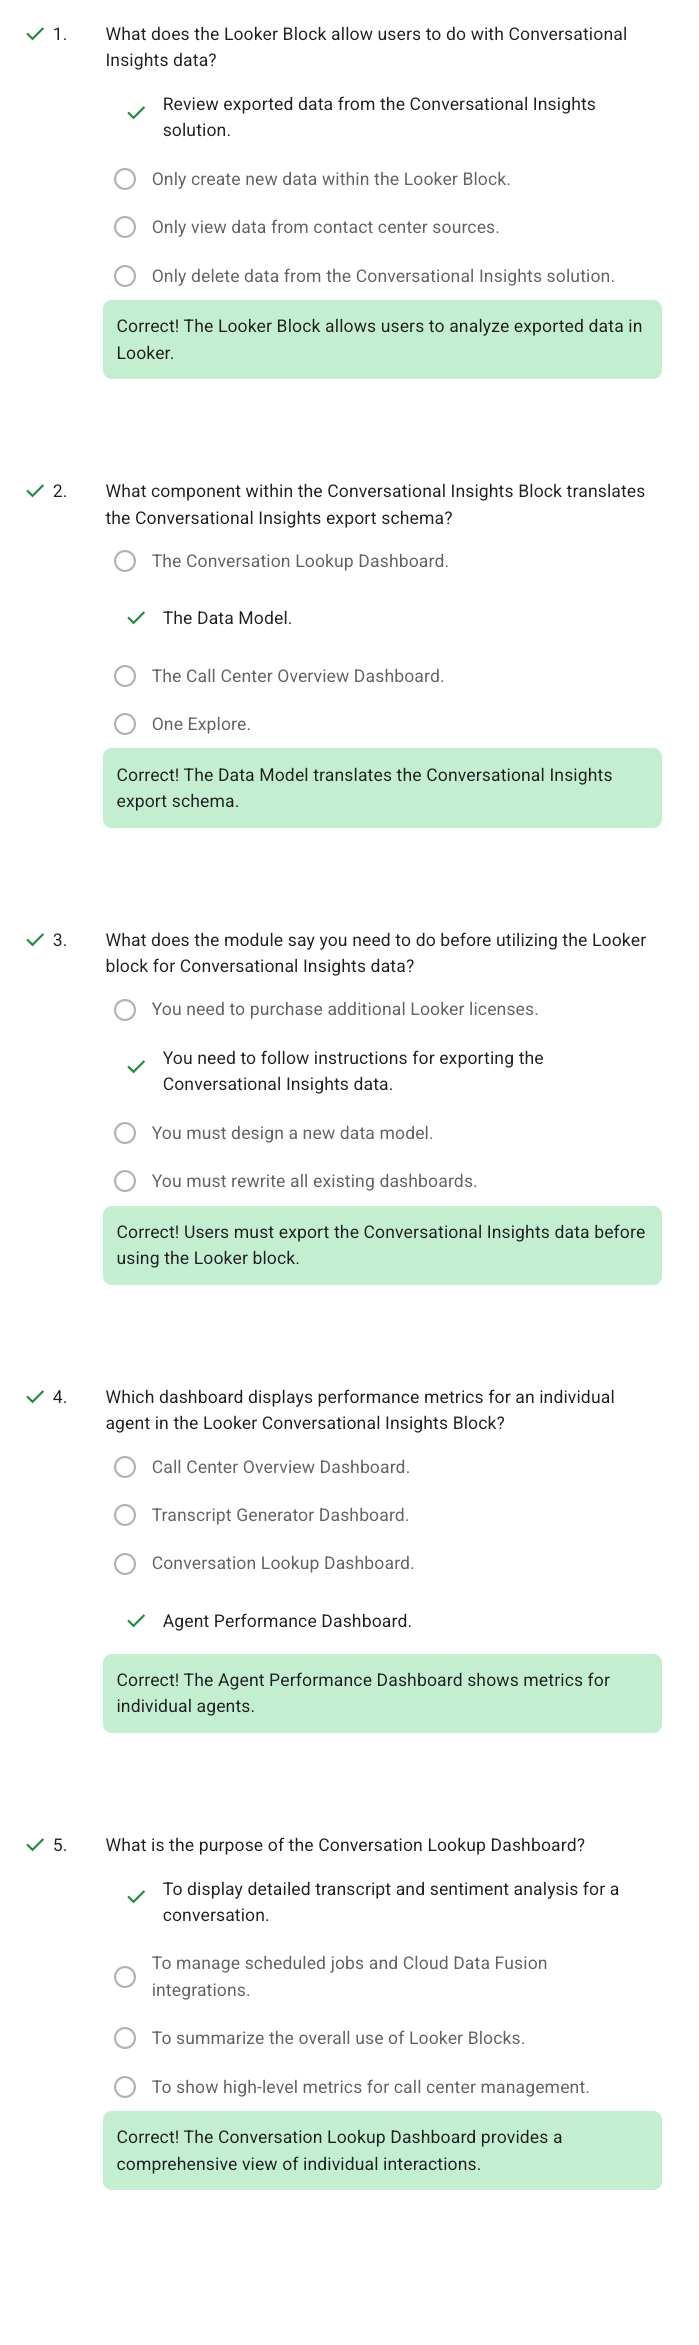 1. What does the Looker Block allow users to do with Conversational
Insights data?
Review exported data from the Conversational Insights
solution.
Only create new data within the Looker Block.
Only view data from contact center sources.
Only delete data from the Conversational Insights solution.
Correct! The Looker Block allows users to analyze exported data in
Looker.
2. What component within the Conversational Insights Block translates
the Conversational Insights export schema?
The Conversation Lookup Dashboard.
The Data Model.
The Call Center Overview Dashboard.
One Explore.
Correct! The Data Model translates the Conversational Insights
export schema.
3. What does the module say you need to do before utilizing the Looker
block for Conversational Insights data?
You need to purchase additional Looker licenses.
You need to follow instructions for exporting the
Conversational Insights data.
You must design a new data model.
You must rewrite all existing dashboards.
Correct! Users must export the Conversational Insights data before
using the Looker block.
4. Which dashboard displays performance metrics for an individual
agent in the Looker Conversational Insights Block?
Call Center Overview Dashboard.
Transcript Generator Dashboard.
Conversation Lookup Dashboard.
Agent Performance Dashboard.
Correct! The Agent Performance Dashboard shows metrics for
individual agents.
5. What is the purpose of the Conversation Lookup Dashboard?
To display detailed transcript and sentiment analysis for a
conversation.
To manage scheduled jobs and Cloud Data Fusion
integrations.
To summarize the overall use of Looker Blocks.
To show high-level metrics for call center management.
Correct! The Conversation Lookup Dashboard provides a
comprehensive view of individual interactions.